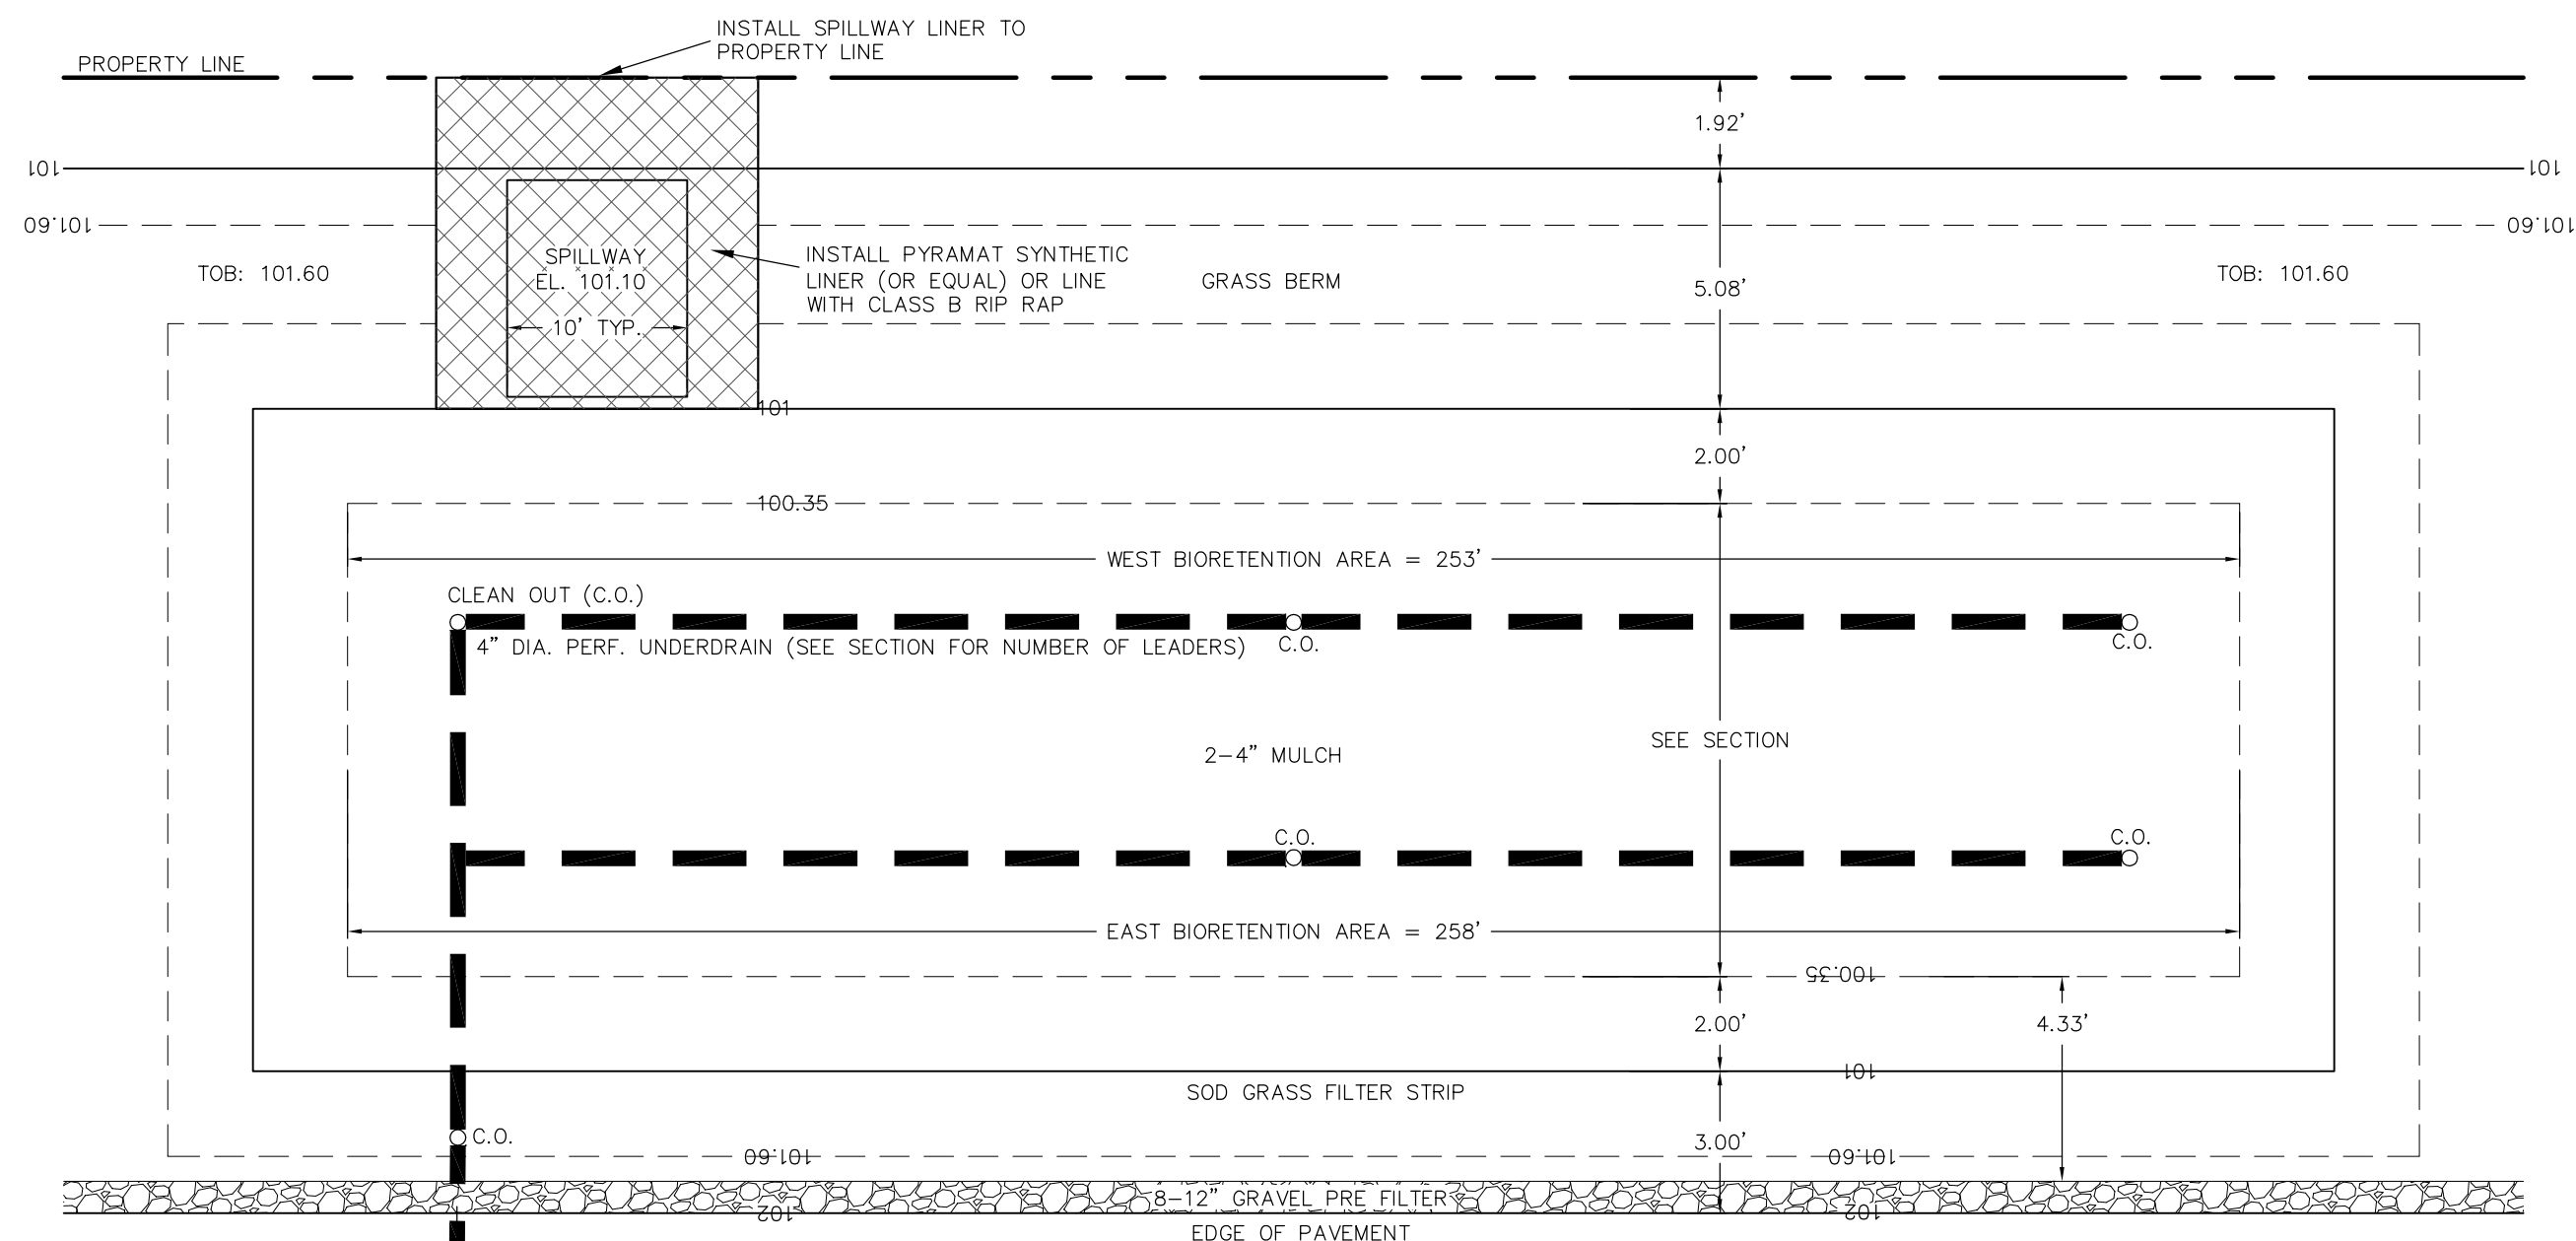 INSTALL SPILLWAY LINER TO
PROPERTY LINE
PROPERTY LINE
1.92'
101
101
101.60
101.60
TOB: 101.60
SPILLWAY
EL. 101.10
10' TYP.
INSTALL PYRAMAT SYNTHETIC
LINER (OR EQUAL) OR LINE
WITH CLASS B RIP RAP
GRASS BERM
5.08'
TOB: 101.60
101
2.00'
100.35
WEST BIORETENTION AREA = 253'
CLEAN OUT (C.O.)
4" DIA. PERF. UNDERDRAIN (SEE SECTION FOR NUMBER OF LEADERS)
C.O.
C.O.
SEE SECTION
2-4" MULCH
C.O.
C.O.
EAST BIORETENTION AREA = 258'
100.35
2.00'
4.33'
101
SOD GRASS FILTER STRIP
C.O.
3.00'
101.60
101.60
8-12" GRAVEL PRE FILTER
102
102
EDGE OF PAVEMENT